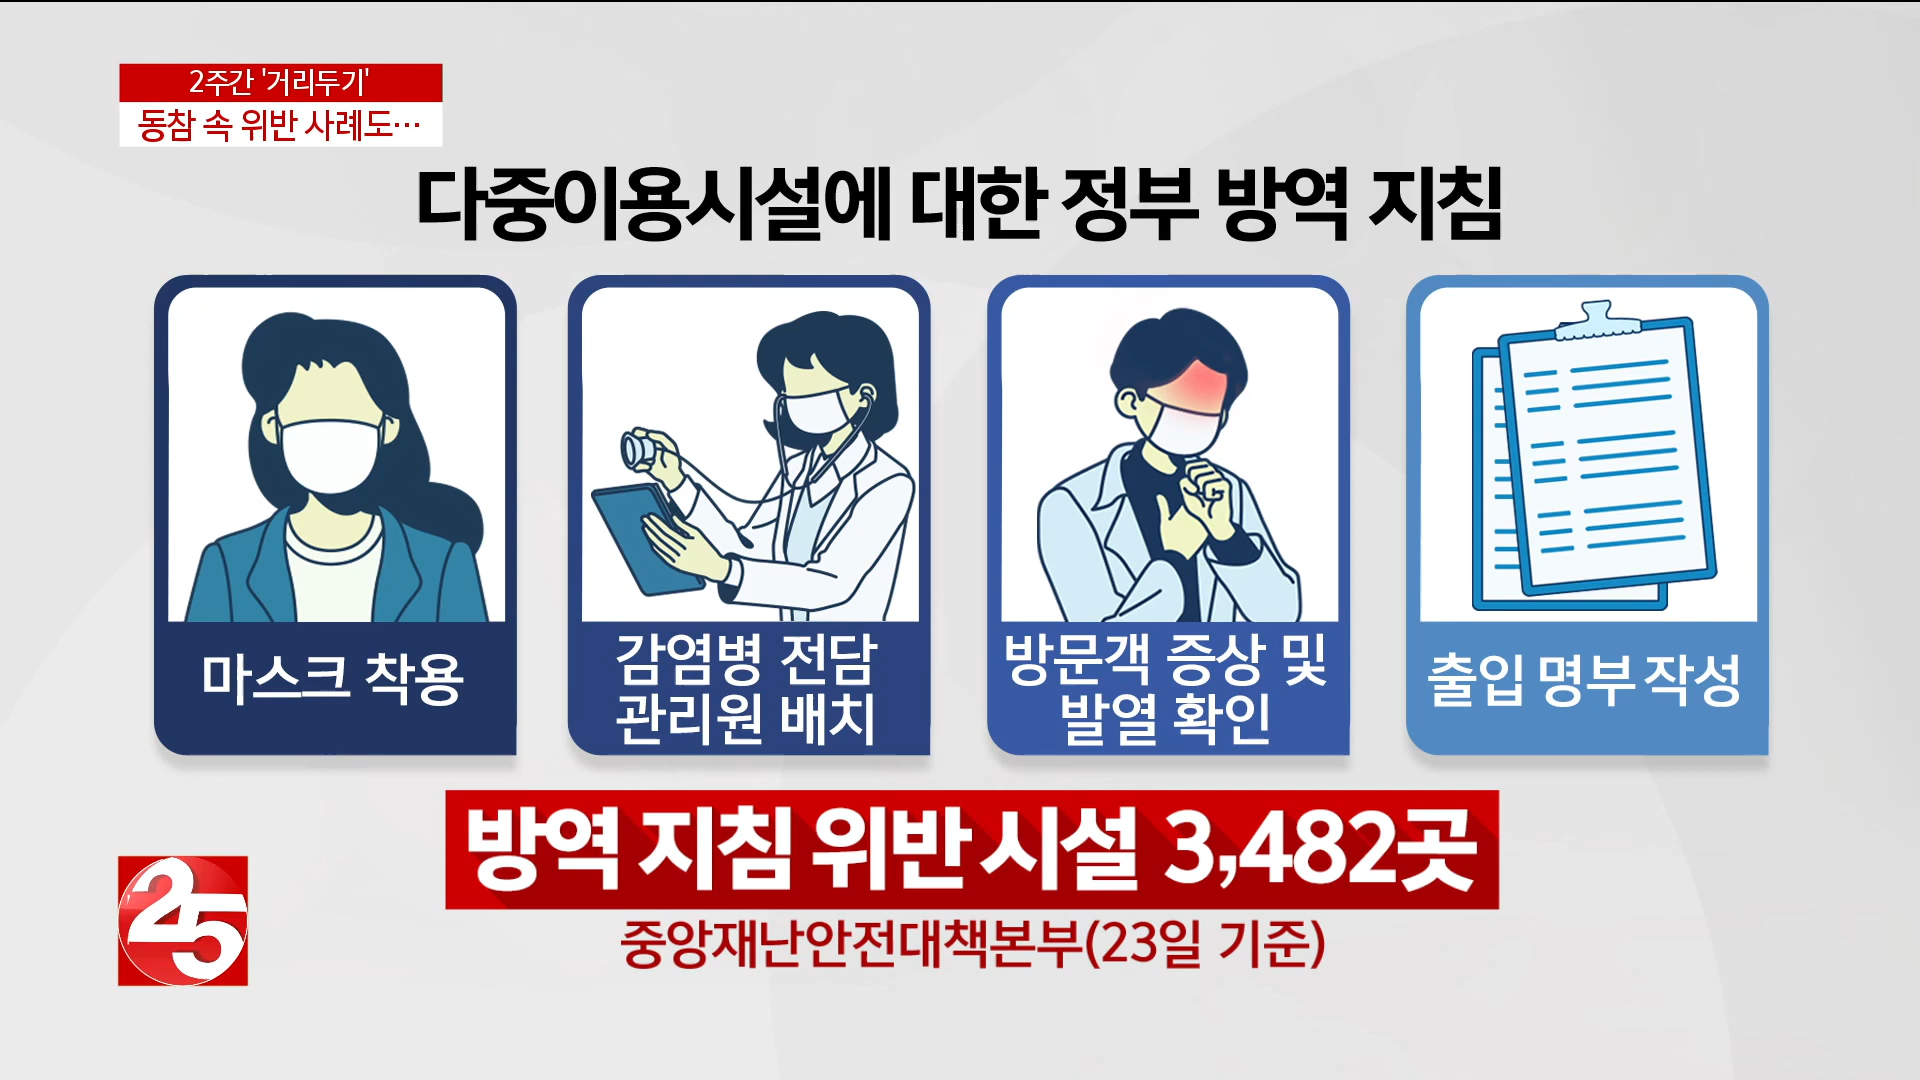 2주간 '거리두기'
동참 속 위반 사례도…
다중이용시설에 대한 정부 방역 지침
마스크 착용
감염병 전담
관리원 배치
방문객 증상 및
발열 확인
출입 명부 작성
방역 지침 위반 시설 3,482곳
중앙재난안전대책본부(23일 기준)
25